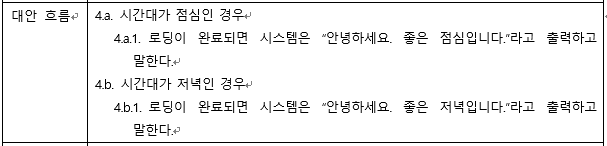 대안 흐름
4.a. 시간대가 점심인 경우
4.a.1. 로딩이 완료되면 시스템은 “안녕하세요. 좋은 점심입니다.”라고 출력하고
말한다.
4.b. 시간대가 저녁인 경우
4.b.1. 로딩이 완료되면 시스템은 “안녕하세요. 좋은 저녁입니다.”라고 출력하고
말한다.